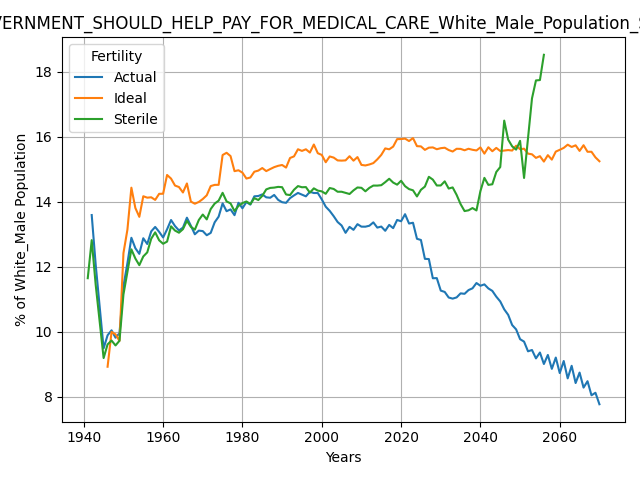 VERNMENT_SHOULD_HELP_PAY_FOR_MEDICAL_CARE_White_Male_Population_S
Fertility
Actual
Ideal
Sterile
% of White_Male Population
18
16
14
12
10
8
1940 1960 1980 2000 2020 2040 2060
Years